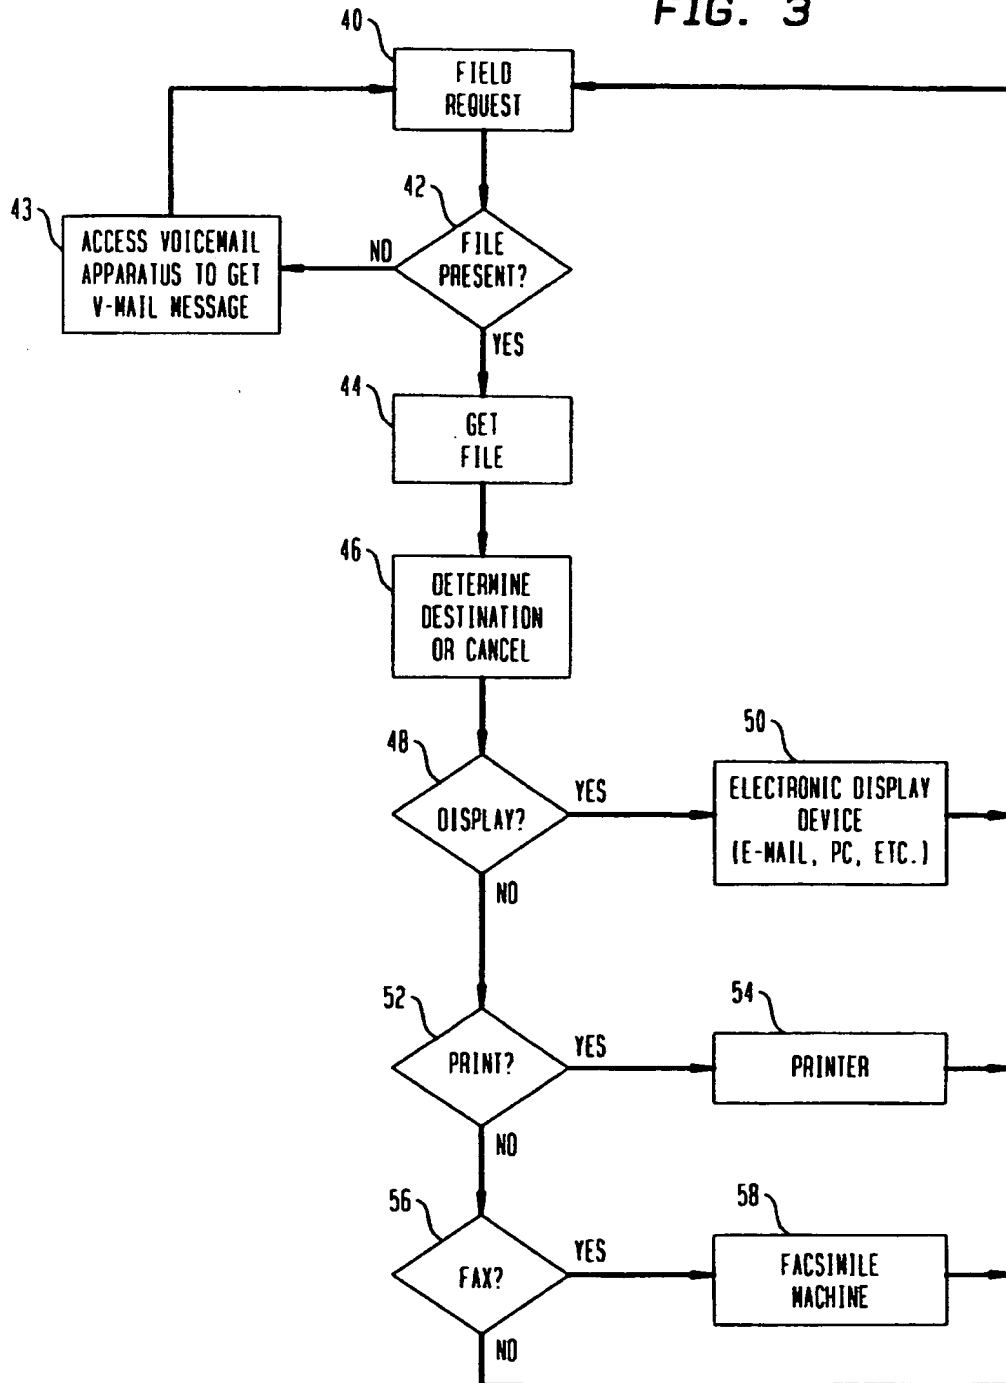 FIG. 3
40
FIELD
REQUEST
42
43
FILE
PRESENT?
NO
ACCESS VOICEMAIL
APPARATUS TO GET
V-MAIL MESSAGE
YES
44
GET
FILE
46
DETERMINE
DESTINATION
OR CANCEL
48
DISPLAY?
YES
50
ELECTRONIC DISPLAY
DEVICE
(E-MAIL, PC, ETC.)
NO
52
PRINT?
YES
54
PRINTER
NO
56
FAX?
YES
58
FACSIMILE
MACHINE
NO